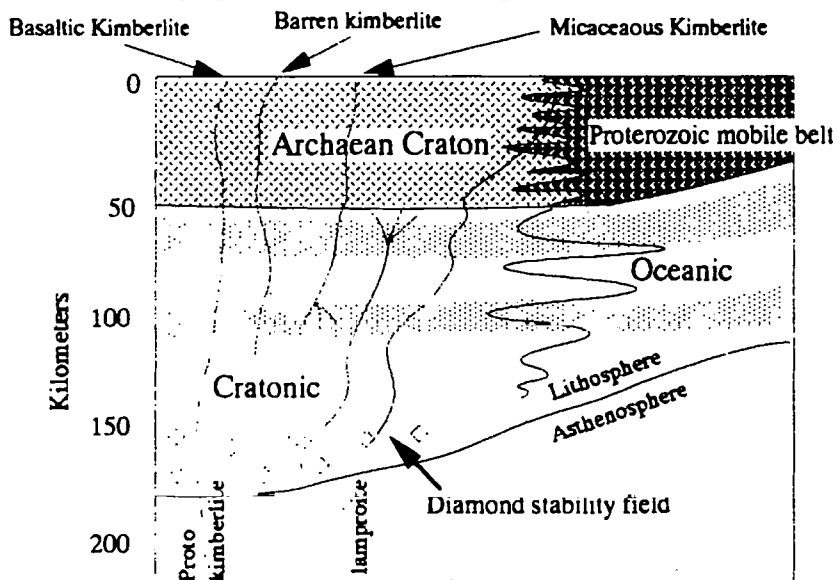 Barren kimberlite
Basaltic Kimberlite
Micaceaous Kimberlite
0
Archaean Craton
Proterozoic mobile belt
50
Oceanic
Kilometers
100
Cratonic
Lithosphere
Asthenosphere
150
Diamond stability field
200
Proto
kimberlite
lamproite